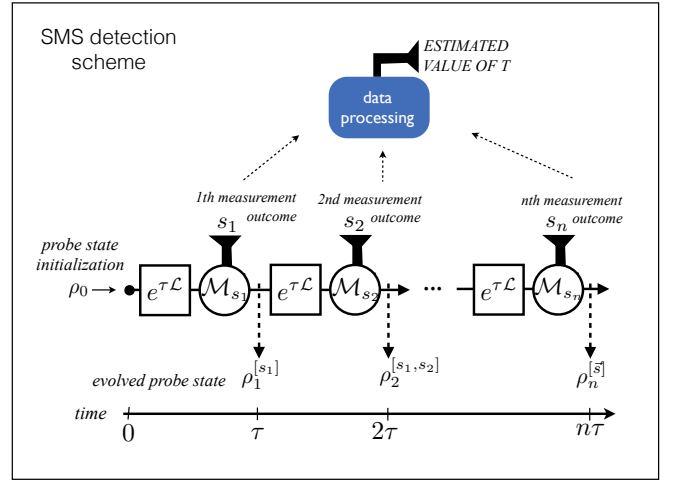 SMS detection
scheme
ESTIMATED
VALUE OF T
data
processing
1th measurement
outcome
2nd measurement
outcome
nth measurement
outcome
s₁
s₂
sₙ
probe state
initialization
ρ₀
e^{τℒ}
ℳ_{s₁}
e^{τℒ}
ℳ_{s₂}
...
e^{τℒ}
ℳ_{sₙ}
evolved probe state
ρ₁^{[s₁]}
ρ₂^{[s₁,s₂]}
ρₙ^{[s⃗]}
time
0
τ
2τ
nτ